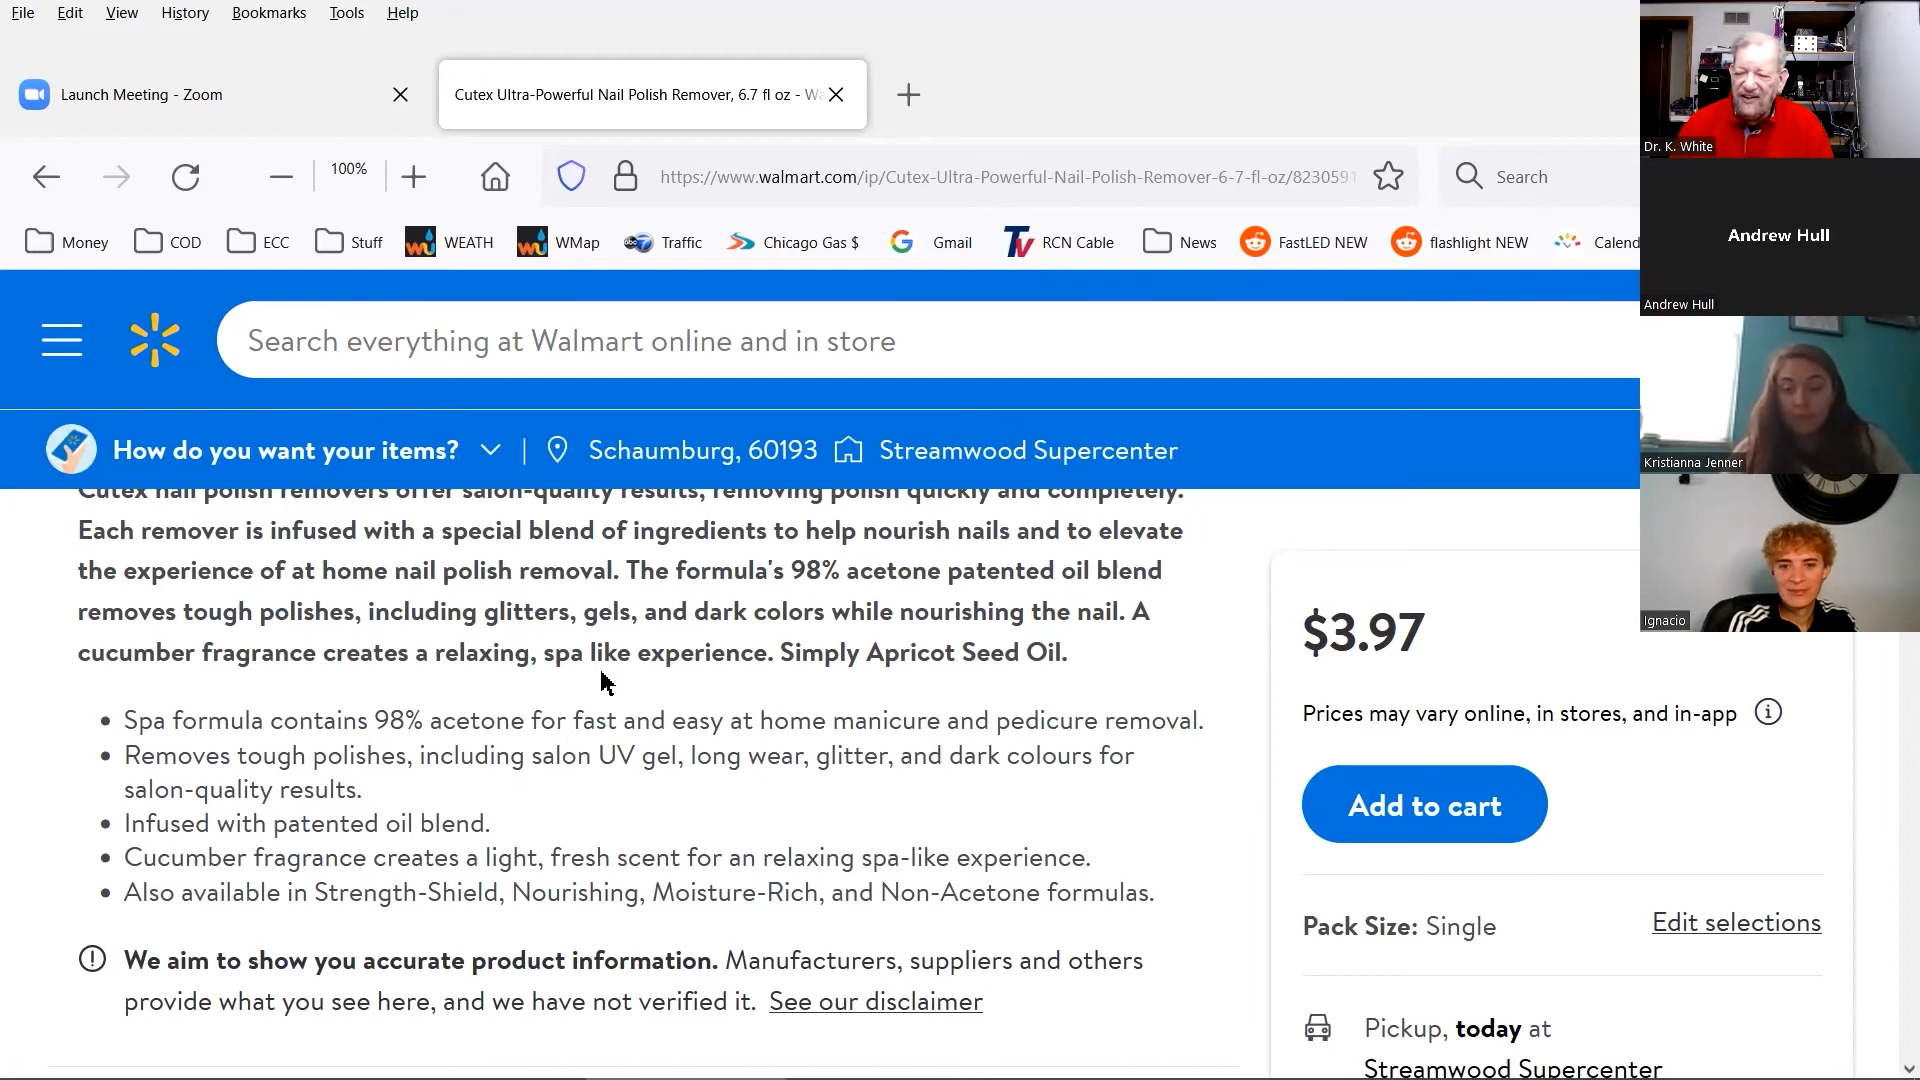 File Edit View History Bookmarks Tools Help
Launch Meeting - Zoom
Cutex Ultra-Powerful Nail Polish Remover, 6.7 fl oz - Wa
100%
https://www.walmart.com/ip/Cutex-Ultra-Powerful-Nail-Polish-Remover-6-7-fl-oz/8230591
Search
Money COD ECC Stuff WEATH WMap Traffic Chicago Gas $ Gmail RCN Cable News FastLED NEW flashlight NEW Calend
Search everything at Walmart online and in store
How do you want your items? Schaumburg, 60193 Streamwood Supercenter
Cutex nail polish removers offer salon-quality results, removing polish quickly and completely.
Each remover is infused with a special blend of ingredients to help nourish nails and to elevate
the experience of at home nail polish removal. The formula's 98% acetone patented oil blend
removes tough polishes, including glitters, gels, and dark colors while nourishing the nail. A
cucumber fragrance creates a relaxing, spa like experience. Simply Apricot Seed Oil.
Spa formula contains 98% acetone for fast and easy at home manicure and pedicure removal.
Removes tough polishes, including salon UV gel, long wear, glitter, and dark colours for
salon-quality results.
Infused with patented oil blend.
Cucumber fragrance creates a light, fresh scent for an relaxing spa-like experience.
Also available in Strength-Shield, Nourishing, Moisture-Rich, and Non-Acetone formulas.
We aim to show you accurate product information. Manufacturers, suppliers and others
provide what you see here, and we have not verified it. See our disclaimer
$3.97
Prices may vary online, in stores, and in-app
Add to cart
Pack Size: Single Edit selections
Pickup, today at
Streamwood Supercenter
Dr. K. White
Andrew Hull
Andrew Hull
Kristianna Jenner
Ignacio